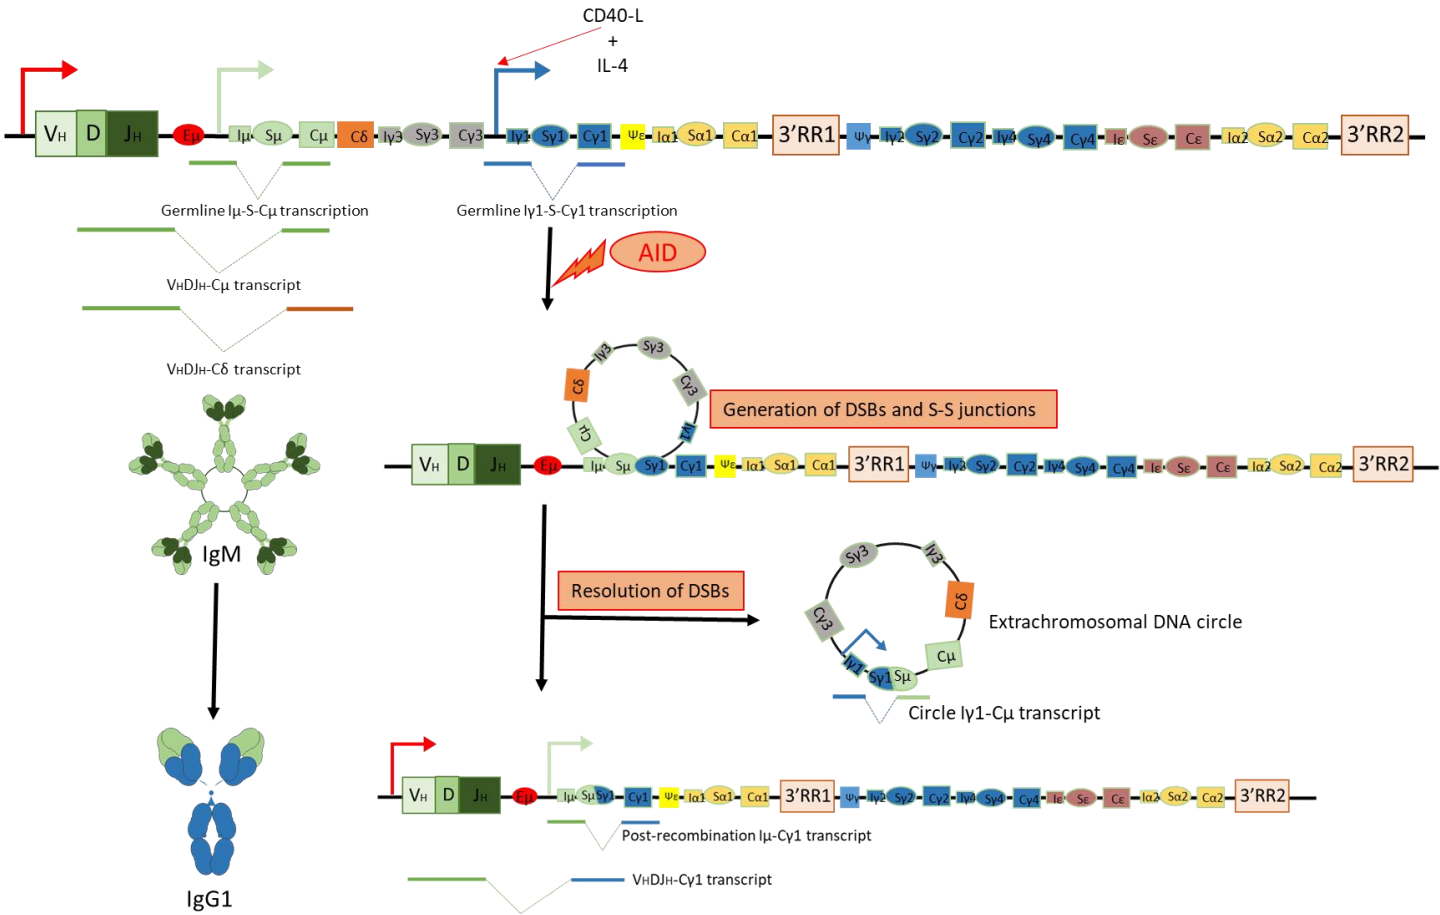 CD40-L
+
IL-4
VH D JH Eμ Iμ Sμ Cμ Cδ Iγ3 Sγ3 Cγ3 Iγ1 Sγ1 Cγ1 Ψε Iα1 Sα1 Cα1 3’RR1 Ψγ Iγ2 Sγ2 Cγ2 Iγ4 Sγ4 Cγ4 Iε Sε Cε Iα2 Sα2 Cα2 3’RR2
Germline Iμ-S-Cμ transcription
Germline Iγ1-S-Cγ1 transcription
AID
VHDJH-Cμ transcript
VHDJH-Cδ transcript
Iγ3 Sγ3
Cδ Cγ3
Cμ Iγ1
Generation of DSBs and S-S junctions
VH D JH Eμ Iμ Sμ Sγ1 Cγ1 Ψε Iα1 Sα1 Cα1 3’RR1 Ψγ Iγ2 Sγ2 Cγ2 Iγ4 Sγ4 Cγ4 Iε Sε Cε Iα2 Sα2 Cα2 3’RR2
IgM
Resolution of DSBs
Sγ3 Iγ3
Cγ3 Cδ
Iγ1 Sγ1 Sμ Cμ
Extrachromosomal DNA circle
Circle Iγ1-Cμ transcript
VH D JH Eμ Iμ Sμ Sγ1 Cγ1 Ψε Iα1 Sα1 Cα1 3’RR1 Ψγ Iγ2 Sγ2 Cγ2 Iγ4 Sγ4 Cγ4 Iε Sε Cε Iα2 Sα2 Cα2 3’RR2
Post-recombination Iμ-Cγ1 transcript
VHDJH-Cγ1 transcript
IgG1